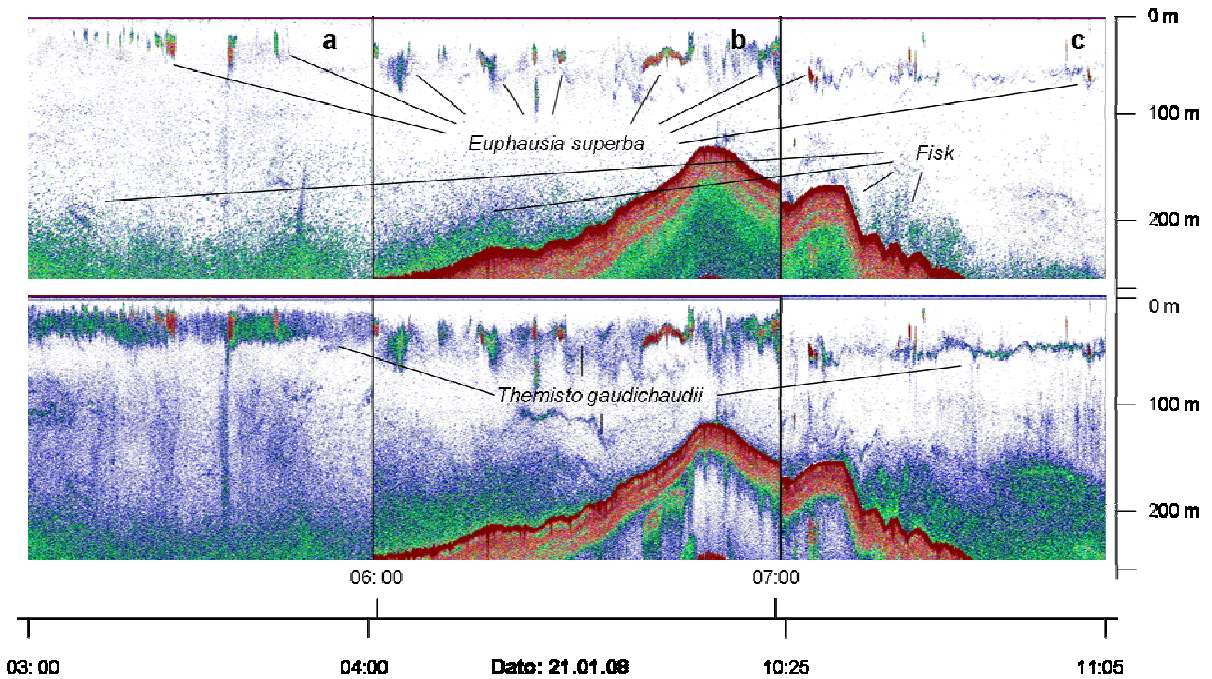 a
b
c
0 m
100 m
200 m
Euphausia superba
Fisk
0 m
100 m
200 m
Themisto gaudichaudii
06: 00
07:00
03: 00
04:00
Dato: 21.01.08
10:25
11:05